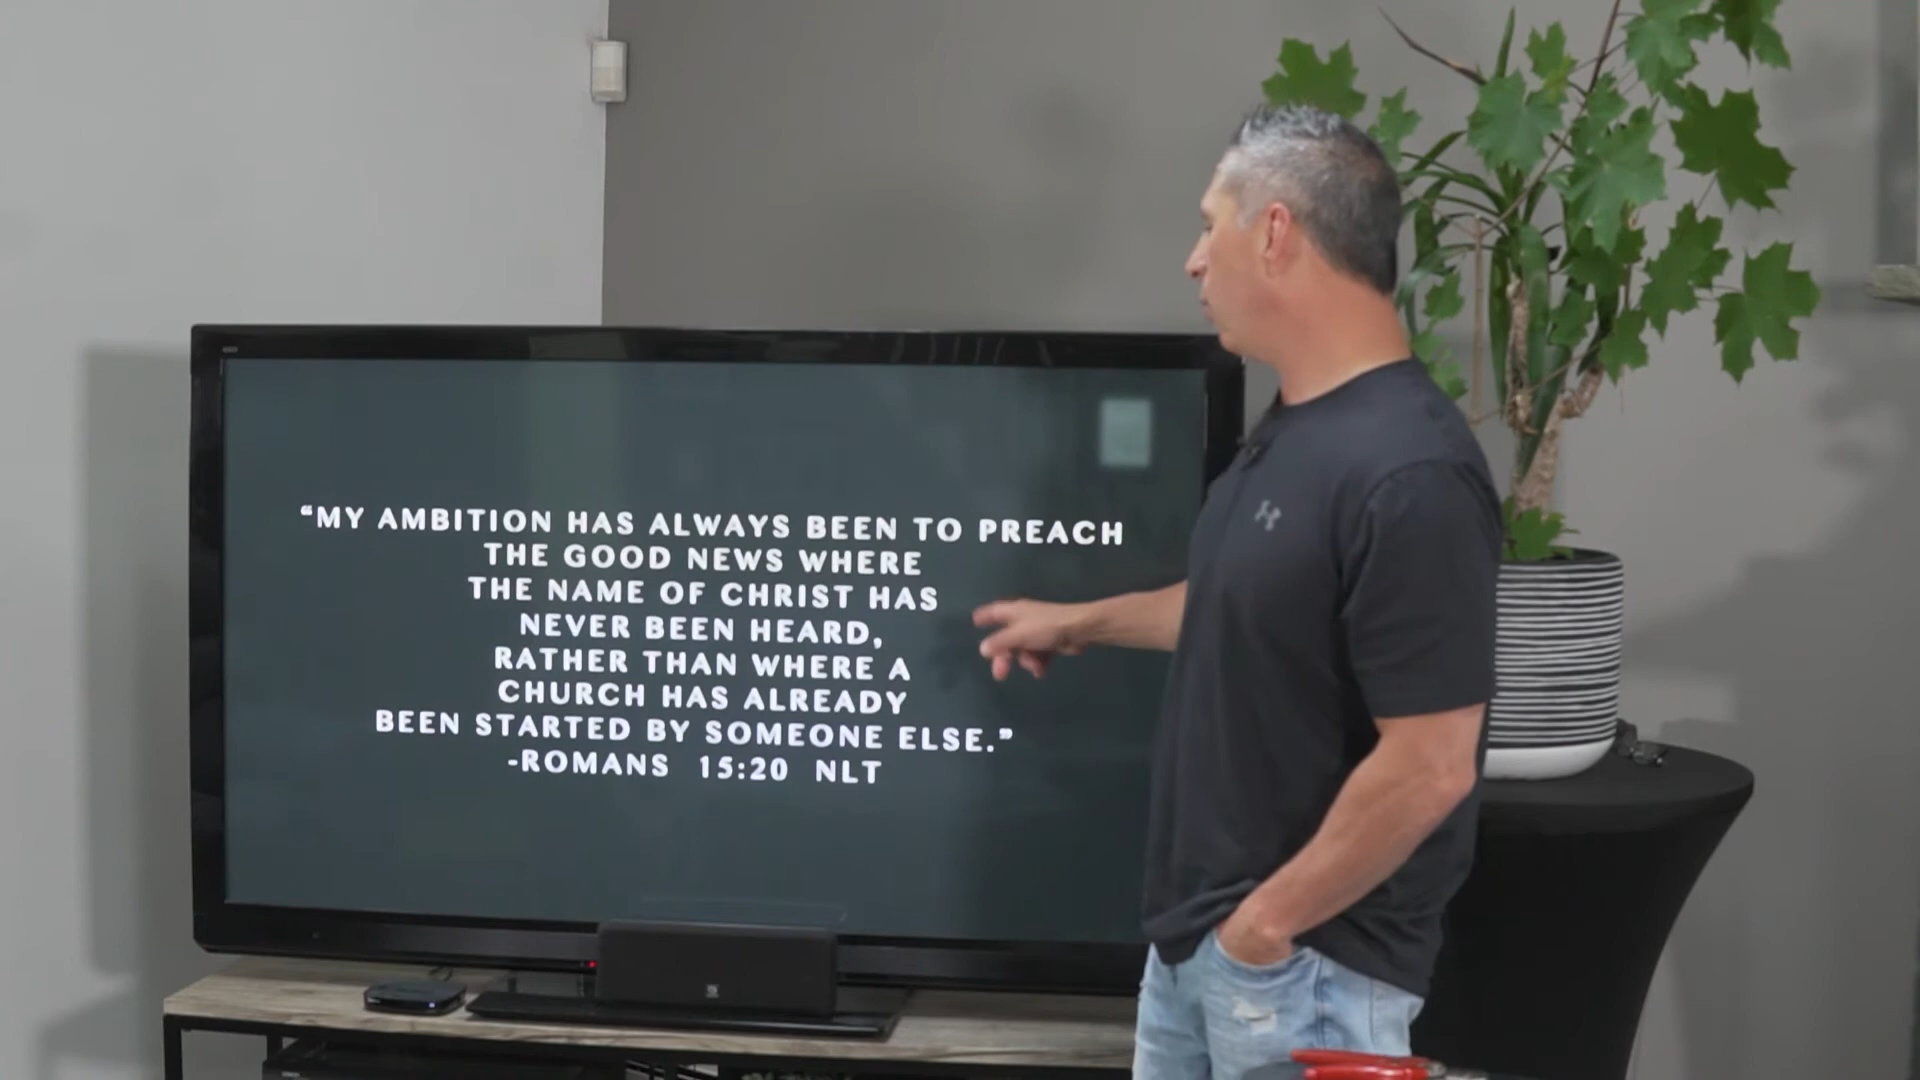 “MY AMBITION HAS ALWAYS BEEN TO PREACH
THE GOOD NEWS WHERE
THE NAME OF CHRIST HAS
NEVER BEEN HEARD,
RATHER THAN WHERE A
CHURCH HAS ALREADY
BEEN STARTED BY SOMEONE ELSE.”
-ROMANS 15:20 NLT